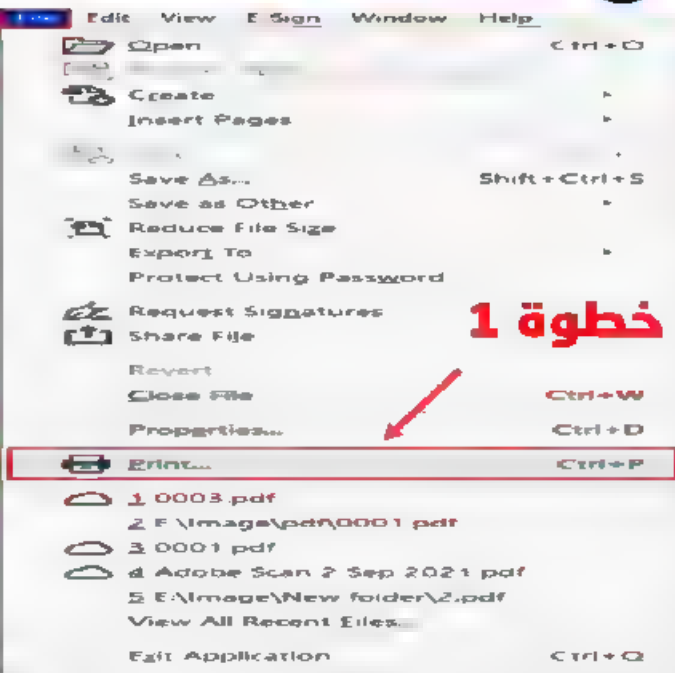 Edit View E-Sign Window Help
Open Ctrl+O
Create
Insert Pages
Save As... Shift+Ctrl+S
Save as Other
Reduce File Size
Export To
Protect Using Password
Request Signatures
خطوة 1
Share File
Revert
Close File Ctrl+W
Properties... Ctrl+D
Print... Ctrl+P
1 0003.pdf
2 E:\Image\pdf\0001.pdf
3 0001.pdf
4 Adobe Scan 2 Sep 2021.pdf
5 E:\Image\New folder\2.pdf
View All Recent Files...
Exit Application Ctrl+Q